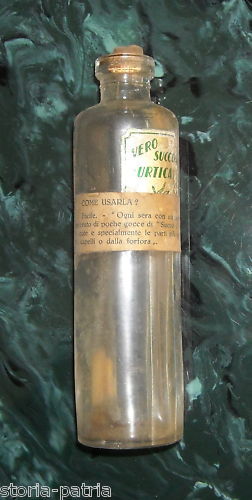 VERO
SUCCO
URTICA
COME USARLA?
Facile. - "Ogni sera con un
di poche gocce di "Succo
e specialmente le parti più
capelli o dalla forfora „
storia-patria